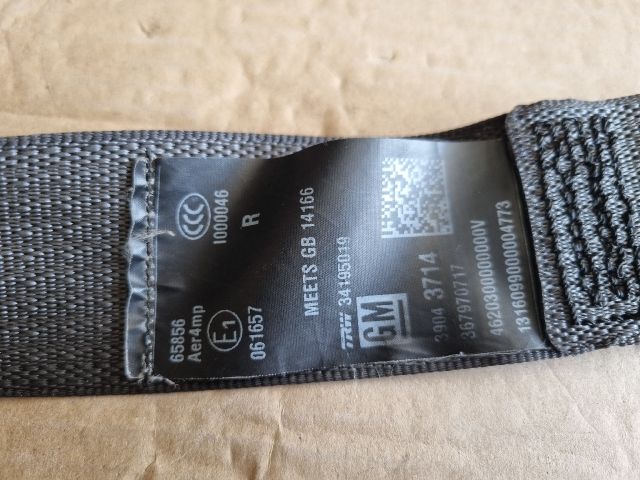 CCC
I000046
R
65856
Aer4mp
E1
061657
MEETS GB 14166
TRW 34195019
GM
3904 3714
367970717
4620300000000V
1316099000004773